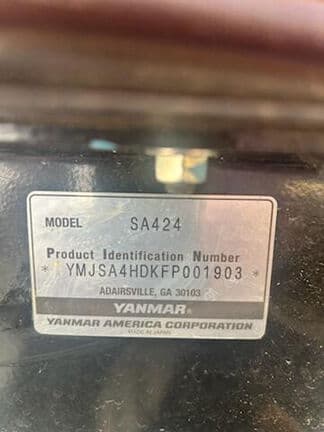 MODEL SA424
Product Identification Number
* YMJSA4HDKFP001903 *
ADAIRSVILLE, GA 30103
YANMAR®
YANMAR AMERICA CORPORATION
MADE IN JAPAN